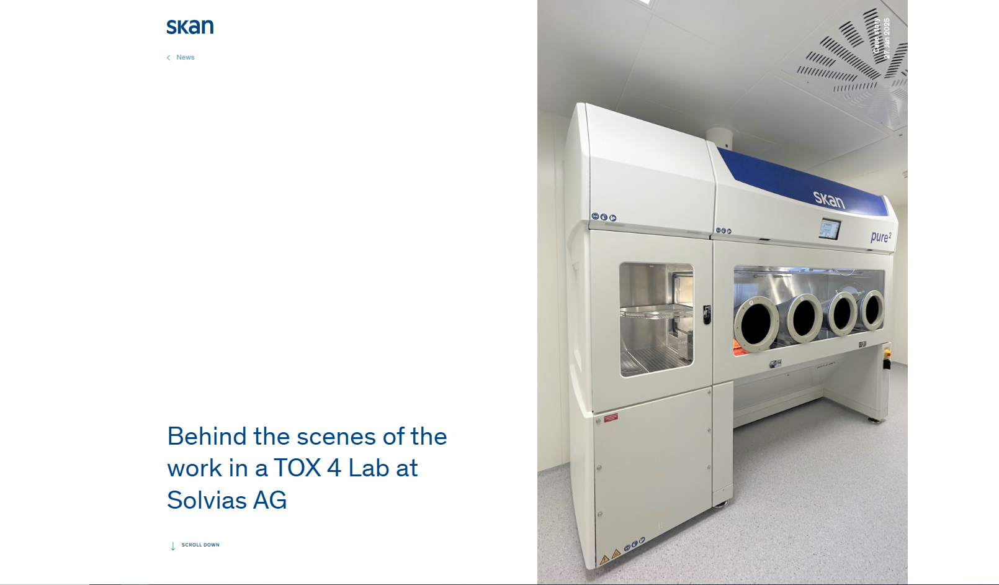 skan
News
Case story
27. Jan 2025
skan
pure²
Behind the scenes of the
work in a TOX 4 Lab at
Solvias AG
SCROLL DOWN